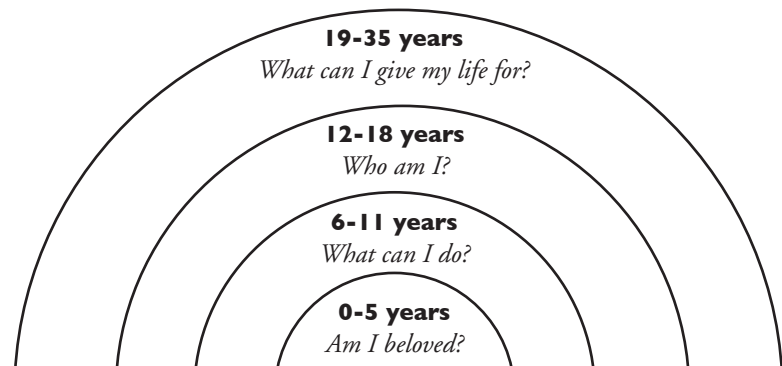 19-35 years
What can I give my life for?
12-18 years
Who am I?
6-11 years
What can I do?
0-5 years
Am I beloved?